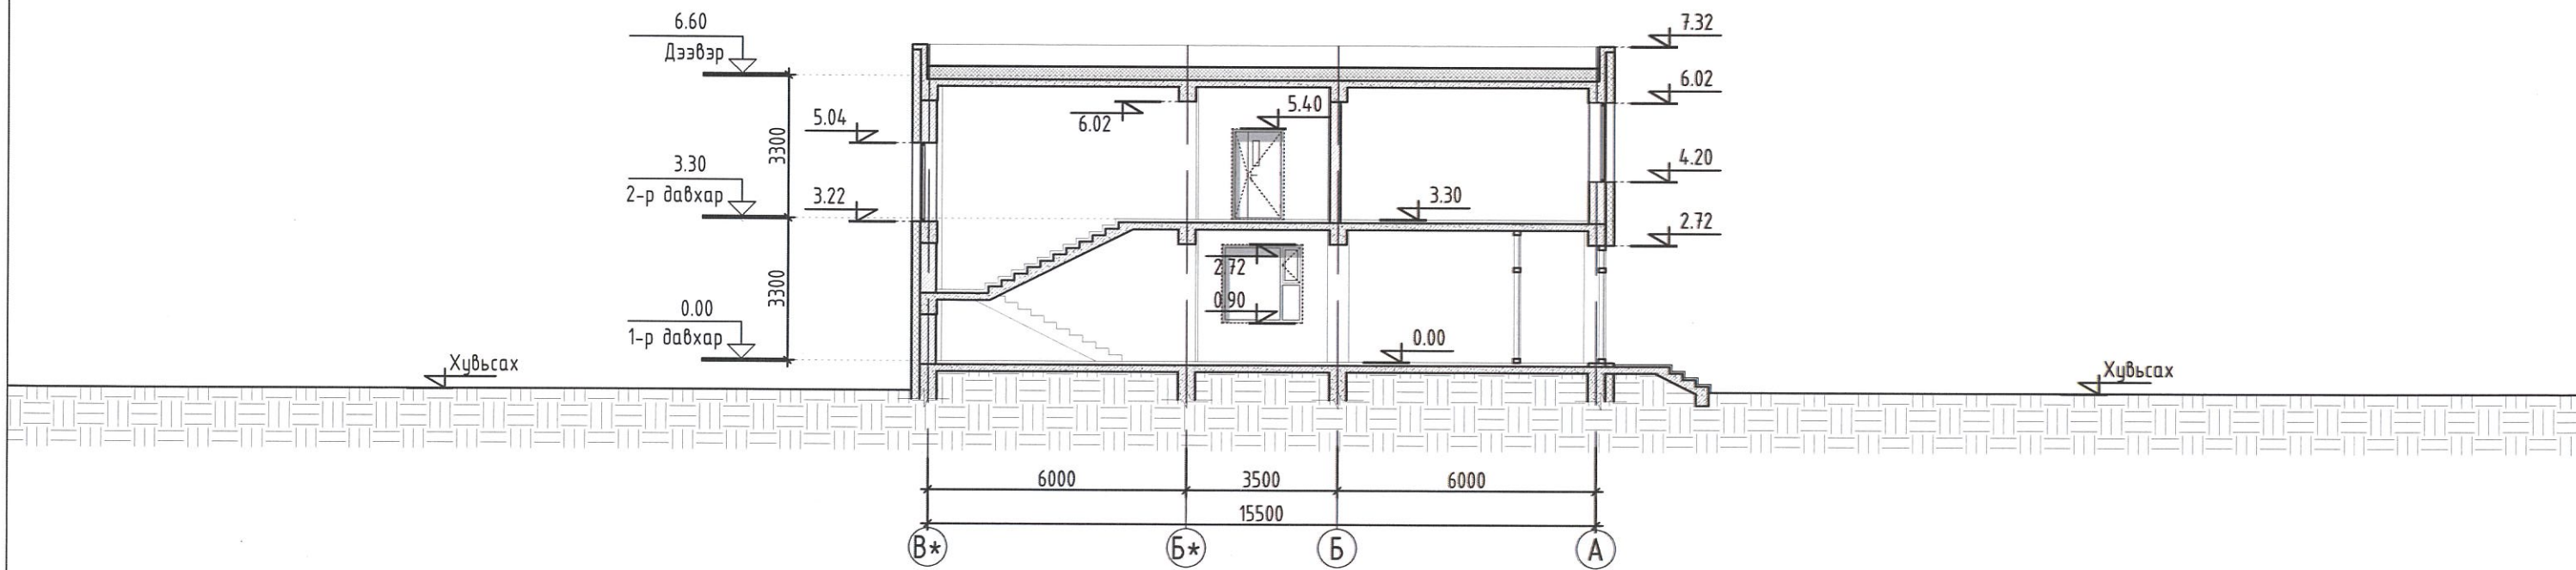 6.60
Дээвэр
7.32
6.02
5.40
5.04
6.02
3300
3.30
2-р давхар
3.22
4.20
3.30
2.72
2.72
3300
0.90
0.00
1-р давхар
0.00
Хувьсах
Хувьсах
6000
3500
6000
15500
В*
Б*
Б
А